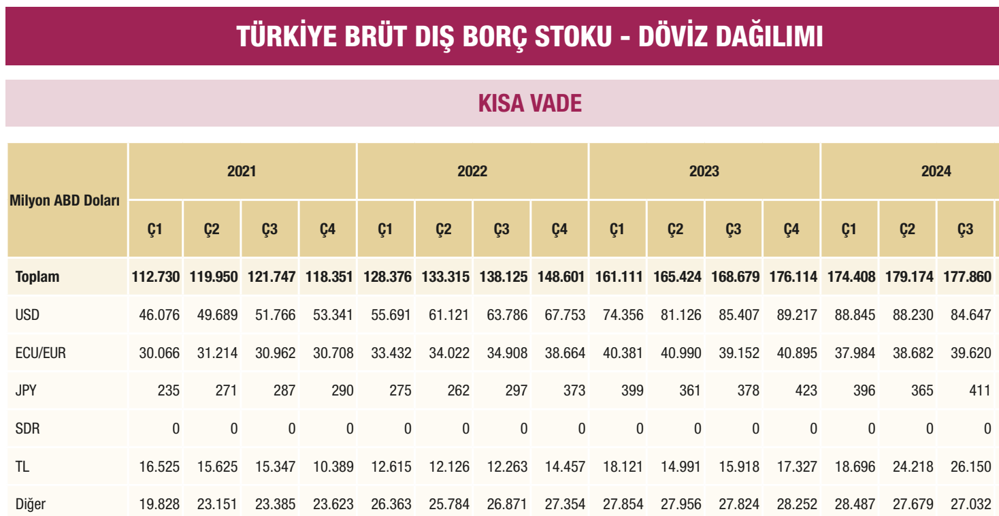 TÜRKİYE BRÜT DIŞ BORÇ STOKU - DÖVİZ DAĞILIMI
KISA VADE
Milyon ABD Doları 2021 2022 2023 2024
Ç1 Ç2 Ç3 Ç4 Ç1 Ç2 Ç3 Ç4 Ç1 Ç2 Ç3 Ç4 Ç1 Ç2 Ç3
Toplam 112.730 119.950 121.747 118.351 128.376 133.315 138.125 148.601 161.111 165.424 168.679 176.114 174.408 179.174 177.860
USD 46.076 49.689 51.766 53.341 55.691 61.121 63.786 67.753 74.356 81.126 85.407 89.217 88.845 88.230 84.647
ECU/EUR 30.066 31.214 30.962 30.708 33.432 34.022 34.908 38.664 40.381 40.990 39.152 40.895 37.984 38.682 39.620
JPY 235 271 287 290 275 262 297 373 399 361 378 423 396 365 411
SDR 0 0 0 0 0 0 0 0 0 0 0 0 0 0 0
TL 16.525 15.625 15.347 10.389 12.615 12.126 12.263 14.457 18.121 14.991 15.918 17.327 18.696 24.218 26.150
Diğer 19.828 23.151 23.385 23.623 26.363 25.784 26.871 27.354 27.854 27.956 27.824 28.252 28.487 27.679 27.032